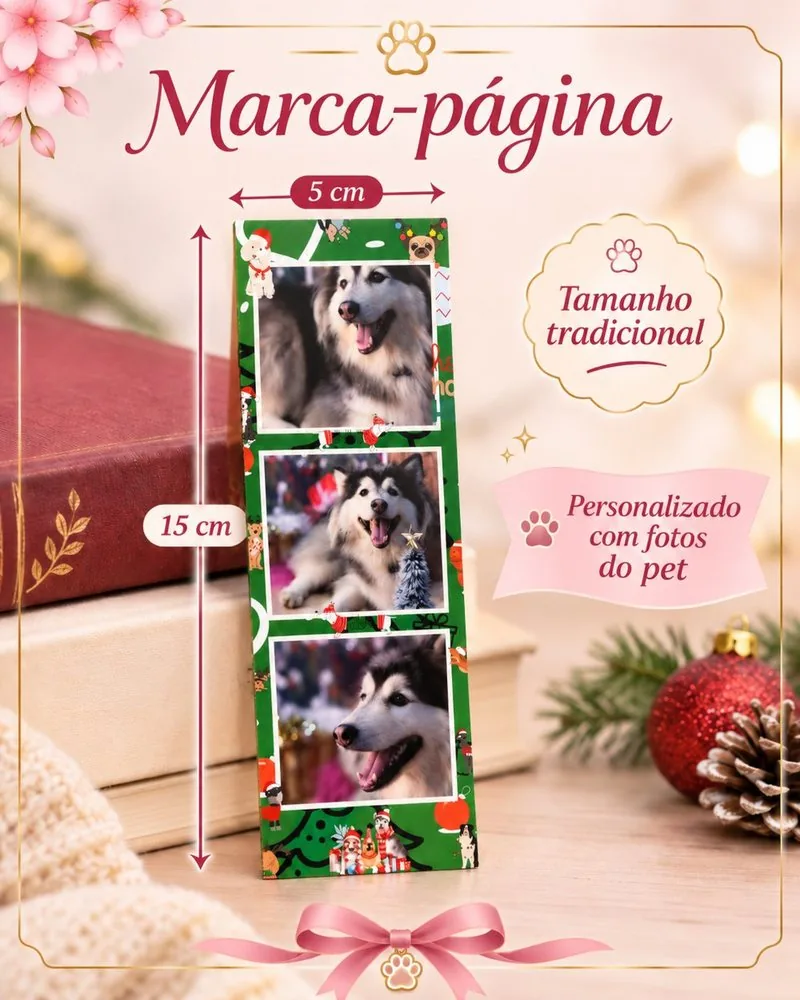 Marca-página
5 cm
Tamanho
tradicional
15 cm
Personalizado
com fotos
do pet